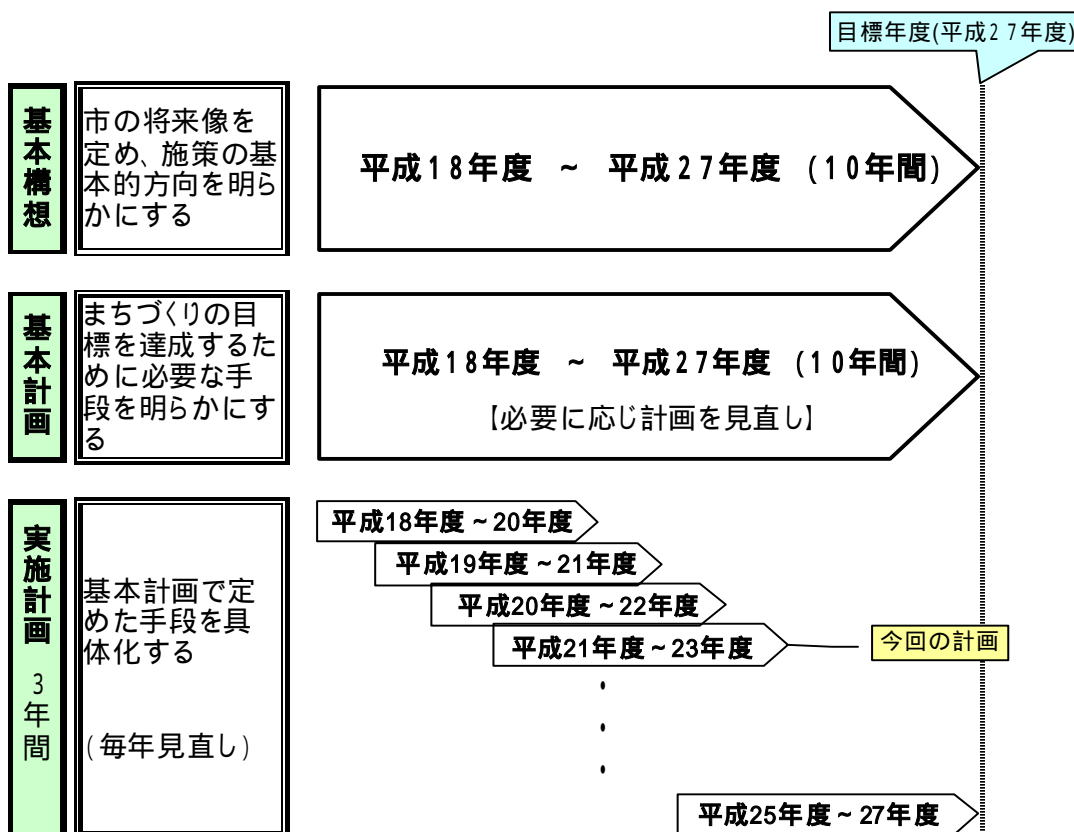 目標年度(平成27年度)
基本構想
市の将来像を
定め、施策の基
本的方向を明ら
かにする
平成18年度 ~ 平成27年度 (10年間)
基本計画
まちづくりの目
標を達成するた
めに必要な手
段を明らかにす
る
平成18年度 ~ 平成27年度 (10年間)
【必要に応じ計画を見直し】
実施計画 3年間
基本計画で定
めた手段を具
体化する
(毎年見直し)
平成18年度~20年度
平成19年度~21年度
平成20年度~22年度
平成21年度~23年度
今回の計画
・
・
・
平成25年度~27年度